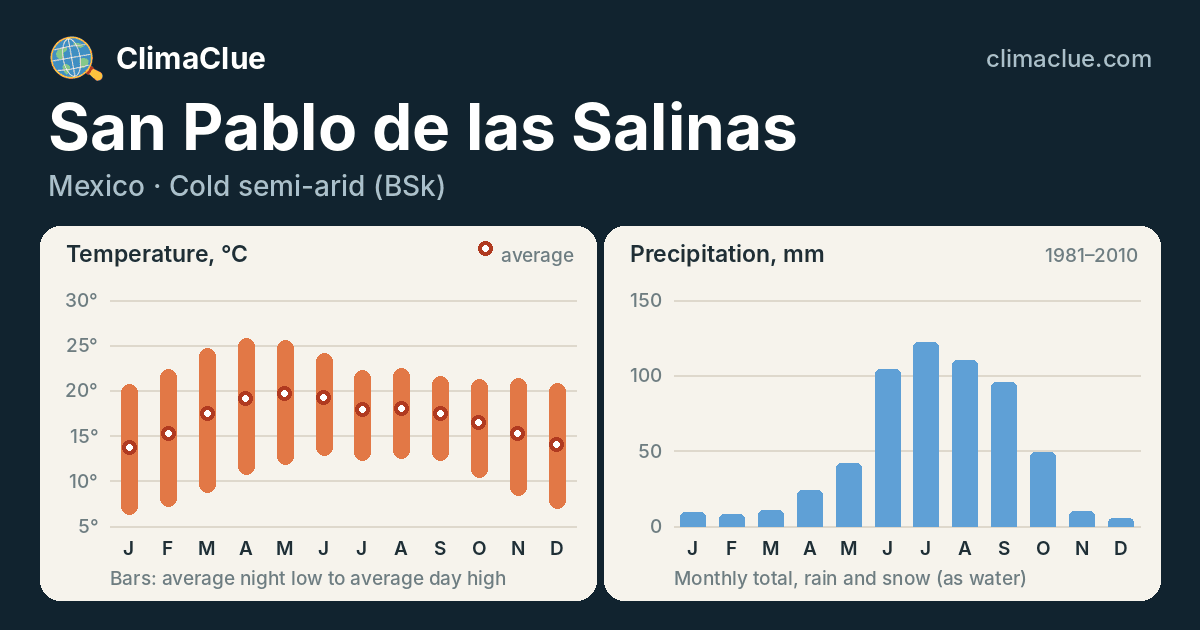 ClimaClue
climaclue.com
San Pablo de las Salinas
Mexico · Cold semi-arid (BSk)
Temperature, °C
average
30°
25°
20°
15°
10°
5°
J F M A M J J A S O N D
Bars: average night low to average day high
Precipitation, mm
1981–2010
150
100
50
0
J F M A M J J A S O N D
Monthly total, rain and snow (as water)